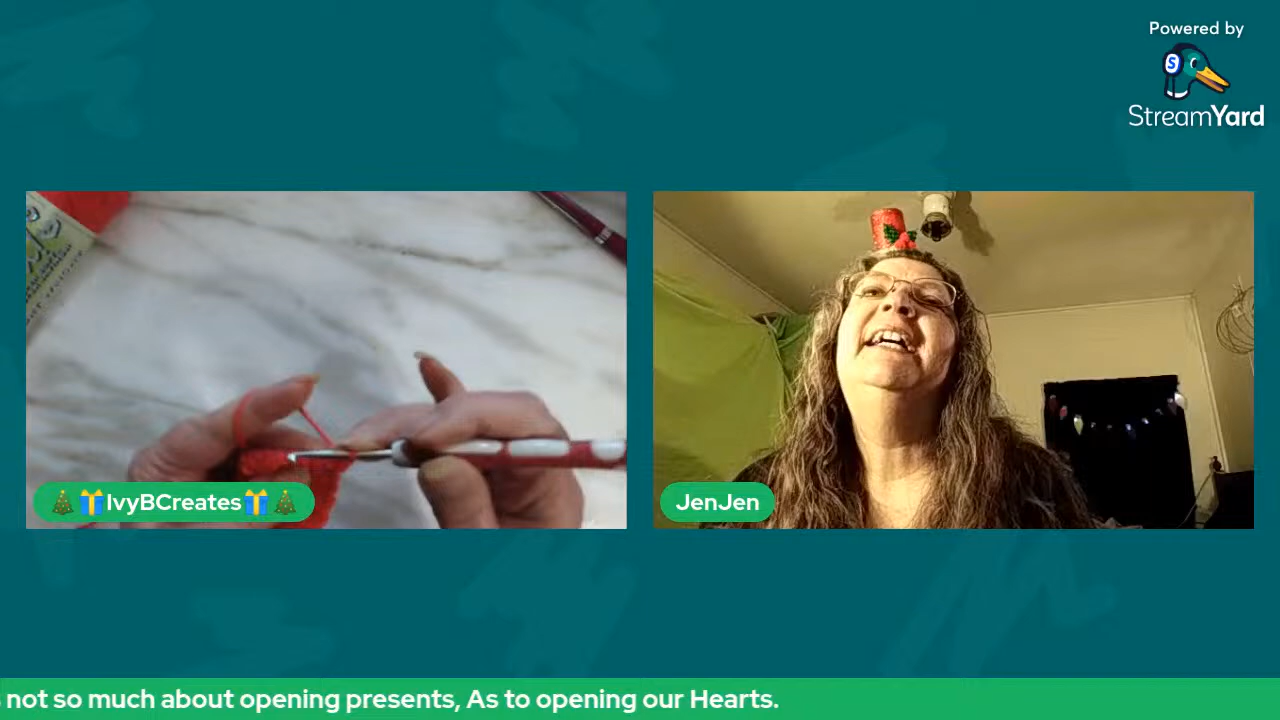 Powered by
StreamYard
🎄🎁IvyBCreates🎁🎄
JenJen
not so much about opening presents, As to opening our Hearts.